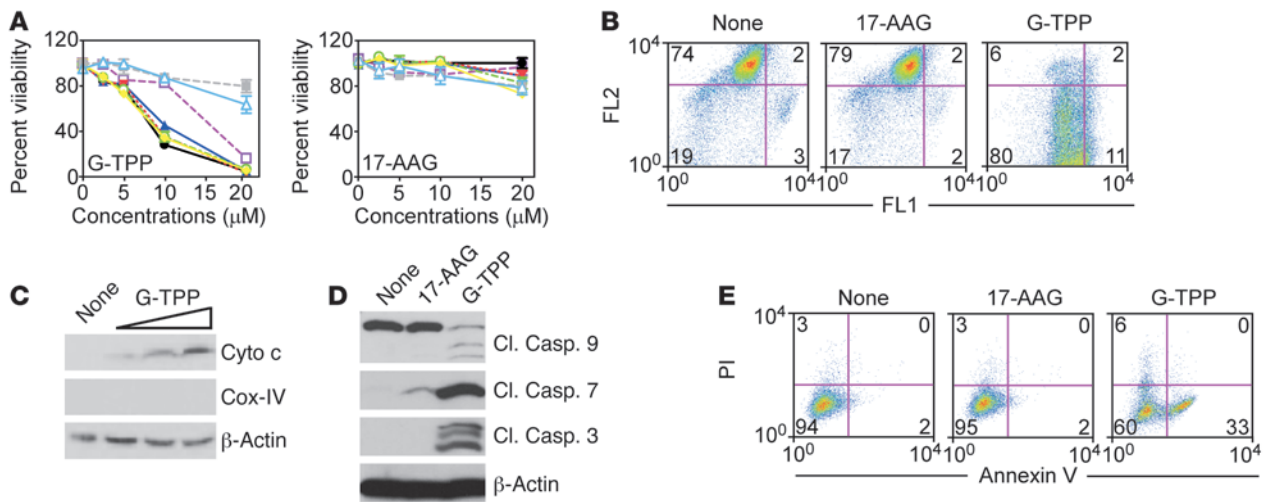 A
Percent viiability
120
80
40
0
G-TPP
0 5 10 15 20
Concentrations (µM)
Percent viability
120
80
40
0
17-AAG
0 5 10 15 20
Concentrations (µM)
B
None 17-AAG G-TPP
FL2
10⁴
10⁰
74 2
19 3
79 2
17 2
6 2
80 11
10⁰ 10⁴ 10⁰ 10⁴ 10⁰ 10⁴
FL1
C
None G-TPP
Cyto c
Cox-IV
β-Actin
D
None 17-AAG G-TPP
Cl. Casp. 9
Cl. Casp. 7
Cl. Casp. 3
β-Actin
E
None 17-AAG G-TPP
PI
10⁴
10⁰
3 0
94 2
3 0
95 2
6 0
60 33
10⁰ 10⁴ 10⁰ 10⁴ 10⁰ 10⁴
Annexin V